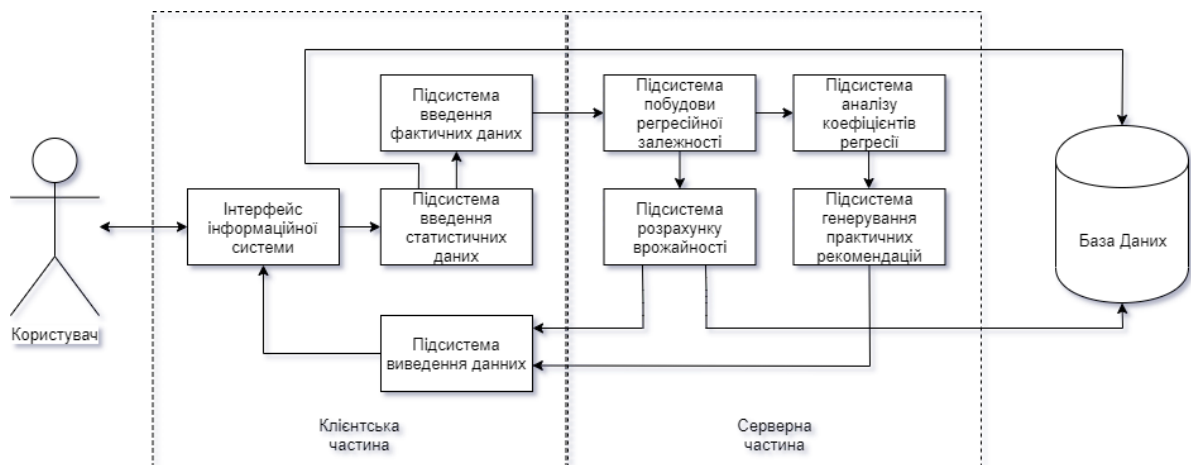 Підсистема
введення
фактичних даних
Підсистема
побудови
регресійної
залежності
Підсистема
аналізу
коефіцієнтів
регресії
Інтерфейс
інформаційної
системи
Підсистема
введення
статистичних
даних
Підсистема
розрахунку
врожайності
Підсистема
генерування
практичних
рекомендацій
База Даних
Користувач
Підсистема
виведення данних
Клієнтська
частина
Серверна
частина